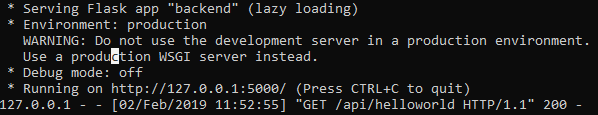 * Serving Flask app "backend" (lazy loading)
* Environment: production
WARNING: Do not use the development server in a production environment.
Use a production WSGI server instead.
* Debug mode: off
* Running on http://127.0.0.1:5000/ (Press CTRL+C to quit)
127.0.0.1 - - [02/Feb/2019 11:52:55] "GET /api/helloworld HTTP/1.1" 200 -